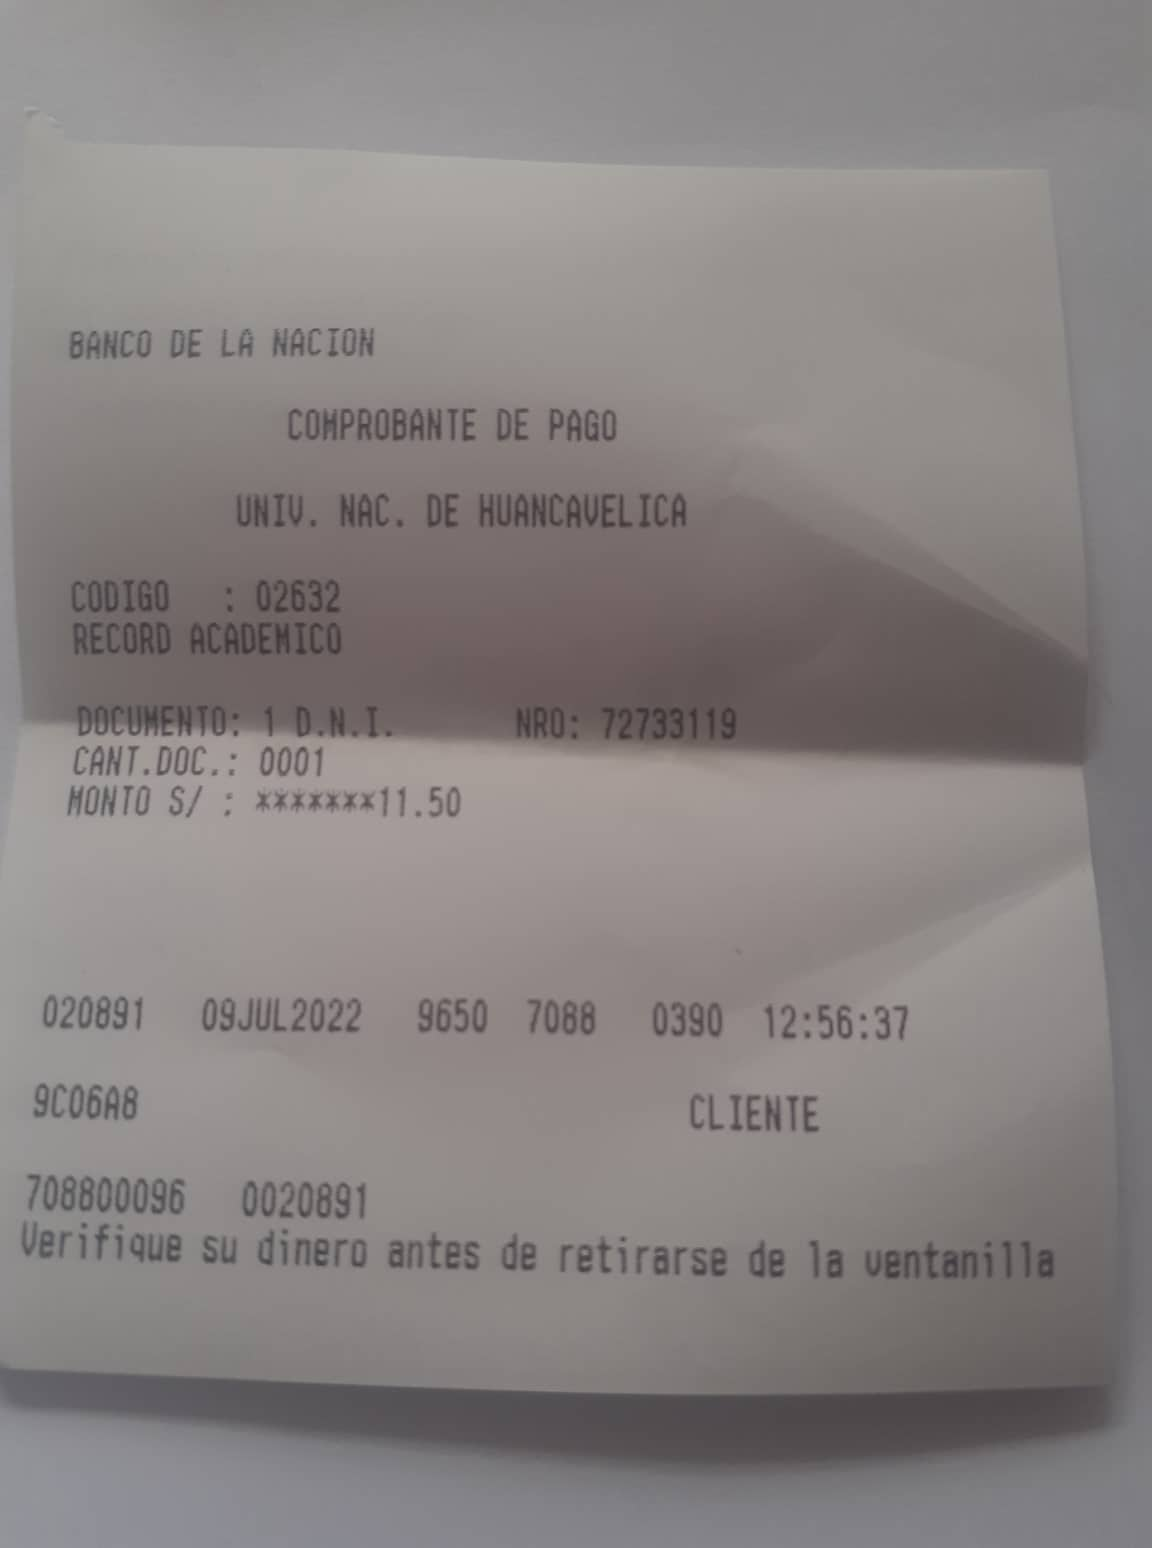 BANCO DE LA NACION
COMPROBANTE DE PAGO
UNIV. NAC. DE HUANCAVELICA
CODIGO : 02632
RECORD ACADEMICO
DOCUMENTO: 1 D.N.I. NRO: 72733119
CANT.DOC.: 0001
MONTO S/ : *******11.50
020891 09JUL2022 9650 7088 0390 12:56:37
9C06A8 CLIENTE
708800096 0020891
Verifique su dinero antes de retirarse de la ventanilla